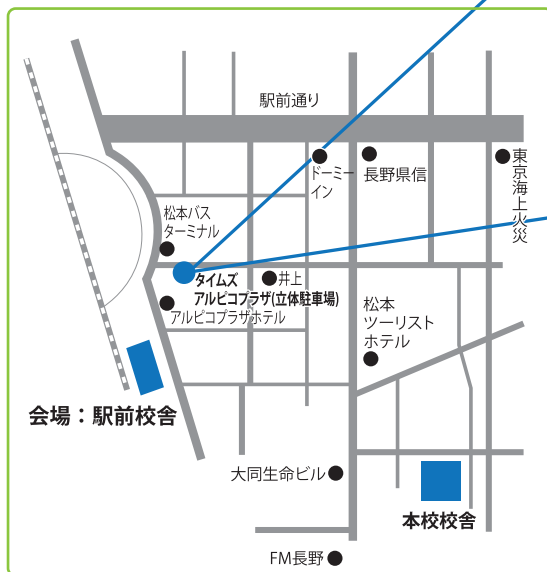 駅前通り
ドーミー
イン
長野県信
東京海上火災
松本バス
ターミナル
タイムズ
アルピコプラザ(立体駐車場)
井上
アルピコプラザホテル
松本
ツーリスト
ホテル
会場：駅前校舎
大同生命ビル
本校校舎
FM長野